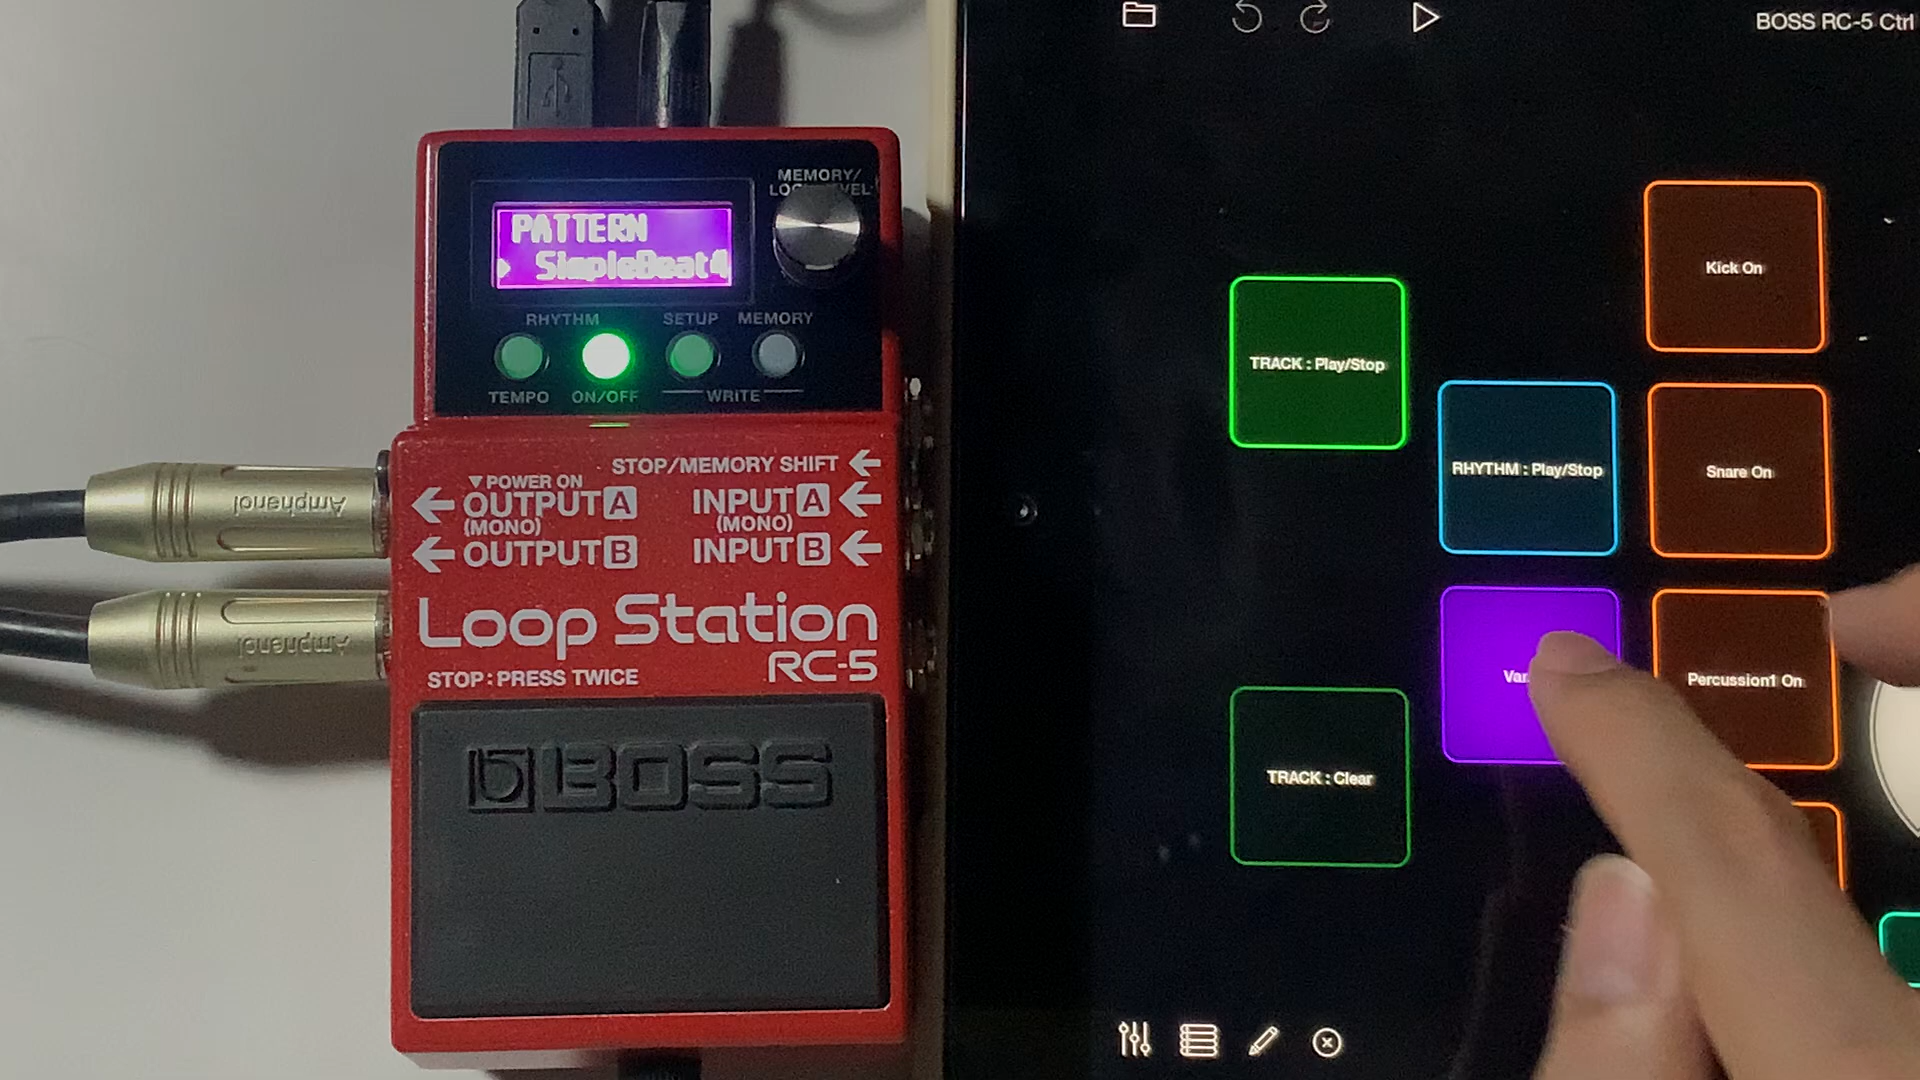 MEMORY/
PATTERN
SimpleBeat4
RHYTHM SETUP MEMORY
TEMPO ON/OFF WRITE
STOP/MEMORY SHIFT
▼POWER ON
OUTPUT A
(MONO)
OUTPUT B
INPUT A
(MONO)
INPUT B
Loop Station
RC-5
STOP : PRESS TWICE
BOSS
Amphenol
Amphenol
BOSS RC-5 Ctrl
Kick On
TRACK : Play/Stop
RHYTHM : Play/Stop
Snare On
Percussion1 On
TRACK : Clear